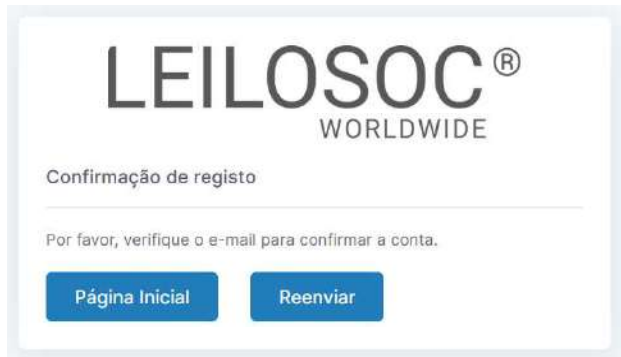 LEILOSOC®
WORLDWIDE
Confirmação de registo
Por favor, verifique o e-mail para confirmar a conta.
Página Inicial
Reenviar